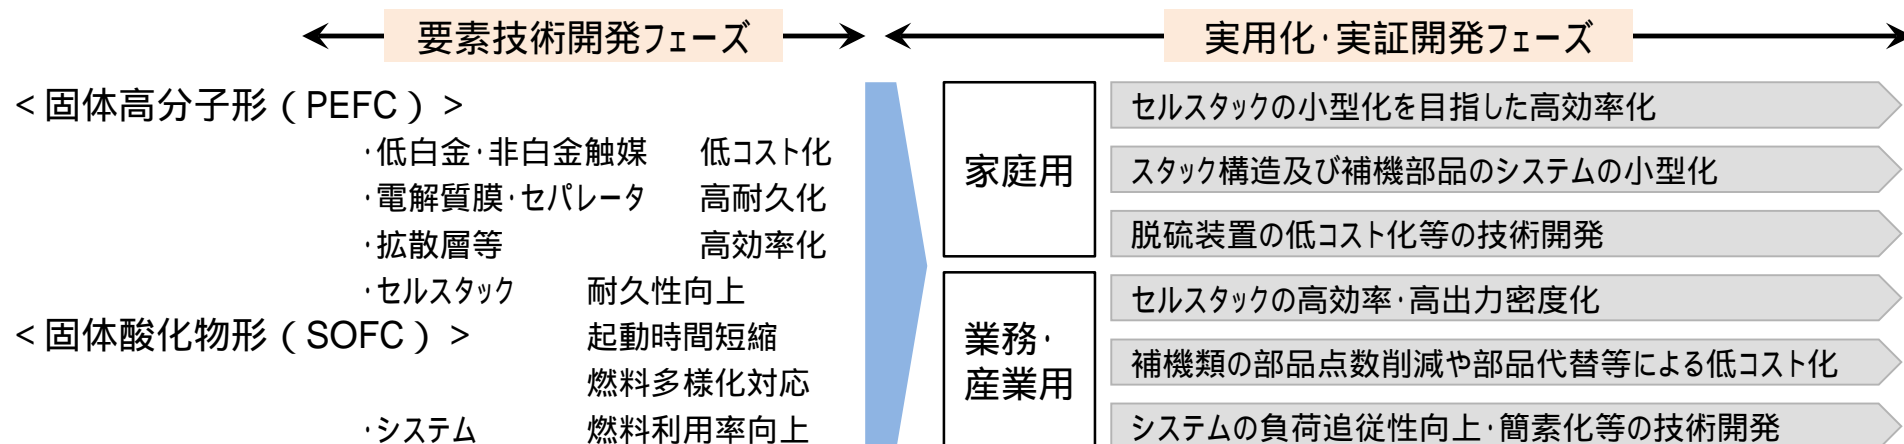 要素技術開発フェーズ
実用化・実証開発フェーズ
<固体高分子形(PEFC)>
・低白金・非白金触媒 低コスト化
・電解質膜・セパレータ 高耐久化
・拡散層等 高効率化
・セルスタック 耐久性向上
<固体酸化物形(SOFC)> 起動時間短縮
燃料多様化対応
・システム 燃料利用率向上
家庭用
セルスタックの小型化を目指した高効率化
スタック構造及び補機部品のシステムの小型化
脱硫装置の低コスト化等の技術開発
業務・
産業用
セルスタックの高効率・高出力密度化
補機類の部品点数削減や部品代替等による低コスト化
システムの負荷追従性向上・簡素化等の技術開発